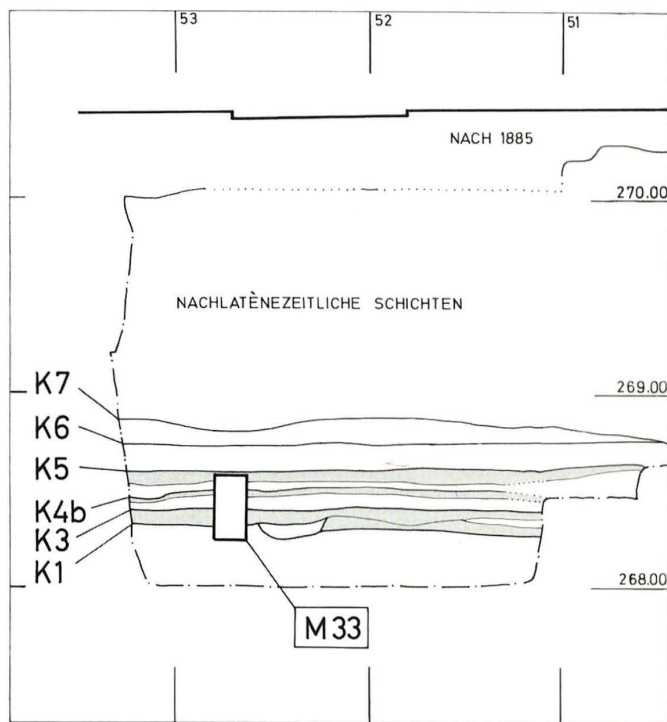 53 52 51
NACH 1885
270.00
NACHLATÈNEZEITLICHE SCHICHTEN
269.00
K7
K6
K5
K4b
K3
K1
268.00
M33